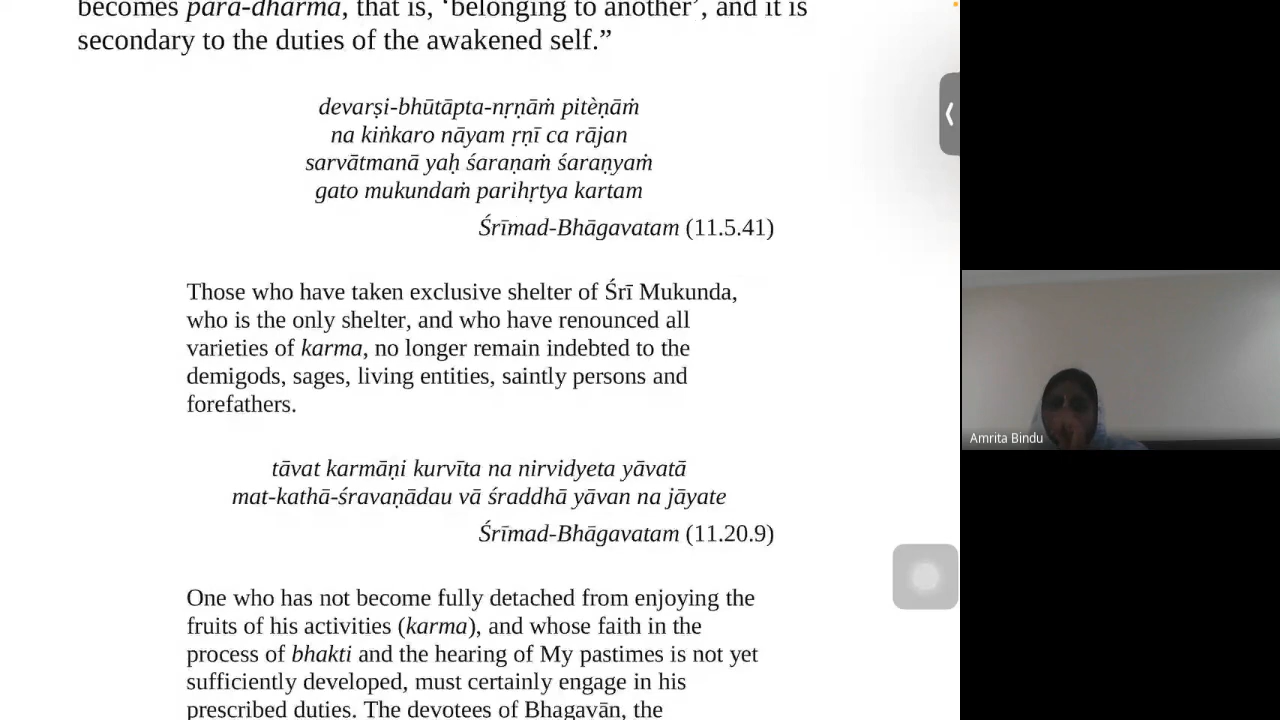 becomes para-dharma, that is, ‘belonging to another’, and it is
secondary to the duties of the awakened self.”
devarṣi-bhūtāpta-nṛṇāṁ pitèṇāṁ
na kiṅkaro nāyam ṛṇī ca rājan
sarvātmanā yaḥ śaraṇaṁ śaraṇyaṁ
gato mukundaṁ parihṛtya kartam
Śrīmad-Bhāgavatam (11.5.41)
Those who have taken exclusive shelter of Śrī Mukunda,
who is the only shelter, and who have renounced all
varieties of karma, no longer remain indebted to the
demigods, sages, living entities, saintly persons and
forefathers.
tāvat karmāṇi kurvīta na nirvidyeta yāvatā
mat-kathā-śravaṇādau vā śraddhā yāvan na jāyate
Śrīmad-Bhāgavatam (11.20.9)
One who has not become fully detached from enjoying the
fruits of his activities (karma), and whose faith in the
process of bhakti and the hearing of My pastimes is not yet
sufficiently developed, must certainly engage in his
prescribed duties. The devotees of Bhagavān, the
Amrita Bindu